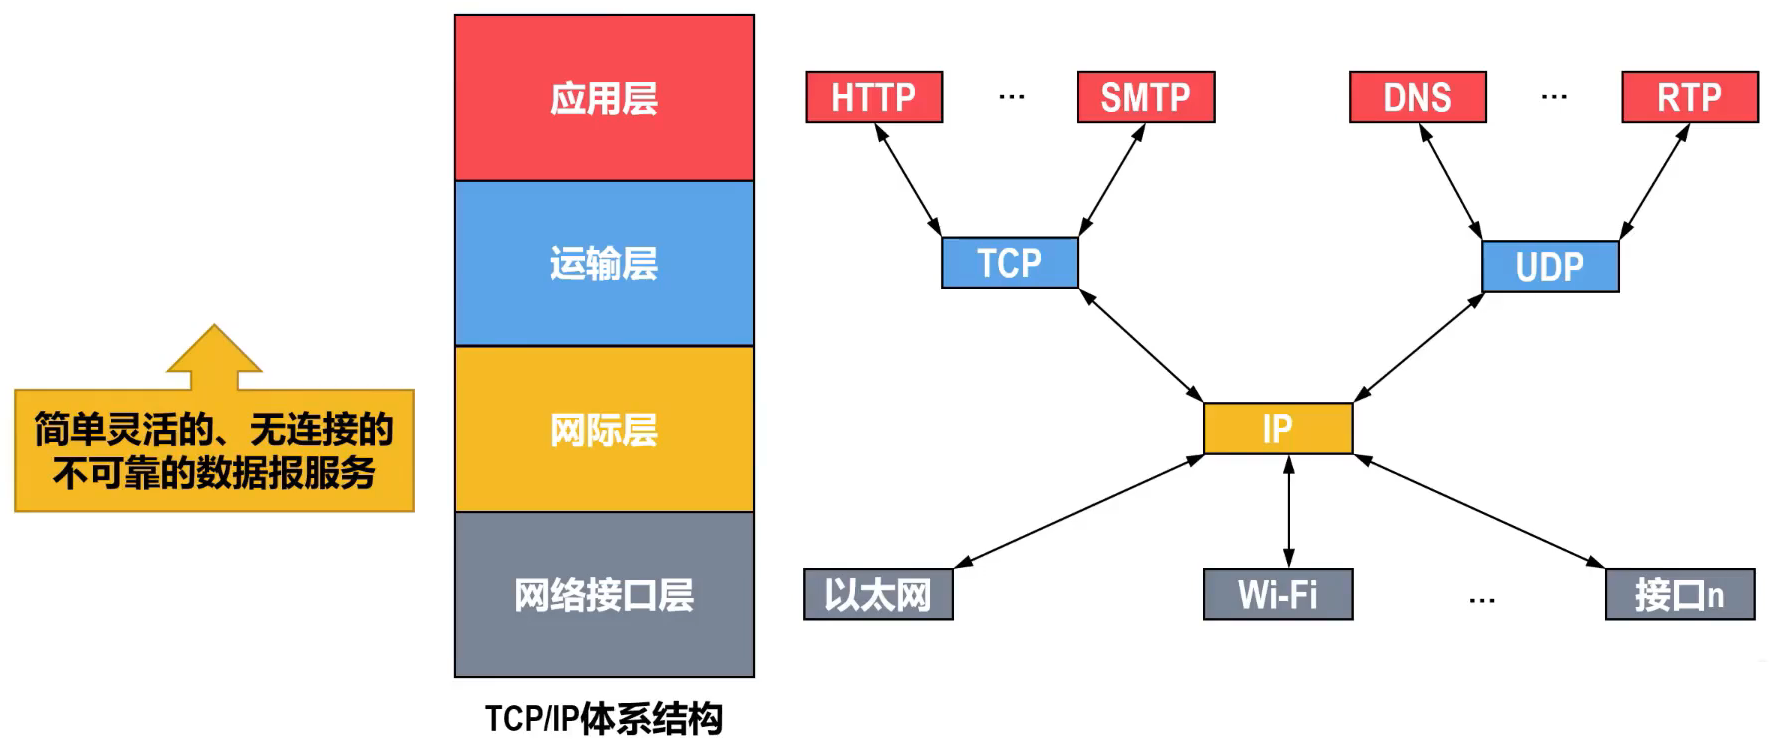 应用层
HTTP
...
SMTP
DNS
...
RTP
运输层
TCP
UDP
简单灵活的、无连接的
不可靠的数据报服务
网际层
IP
网络接口层
以太网
Wi-Fi
...
接口n
TCP/IP体系结构